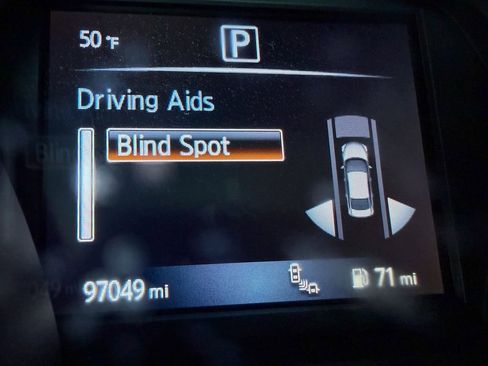 50 °F
P
Driving Aids
Blind Spot
97049 mi
71 mi